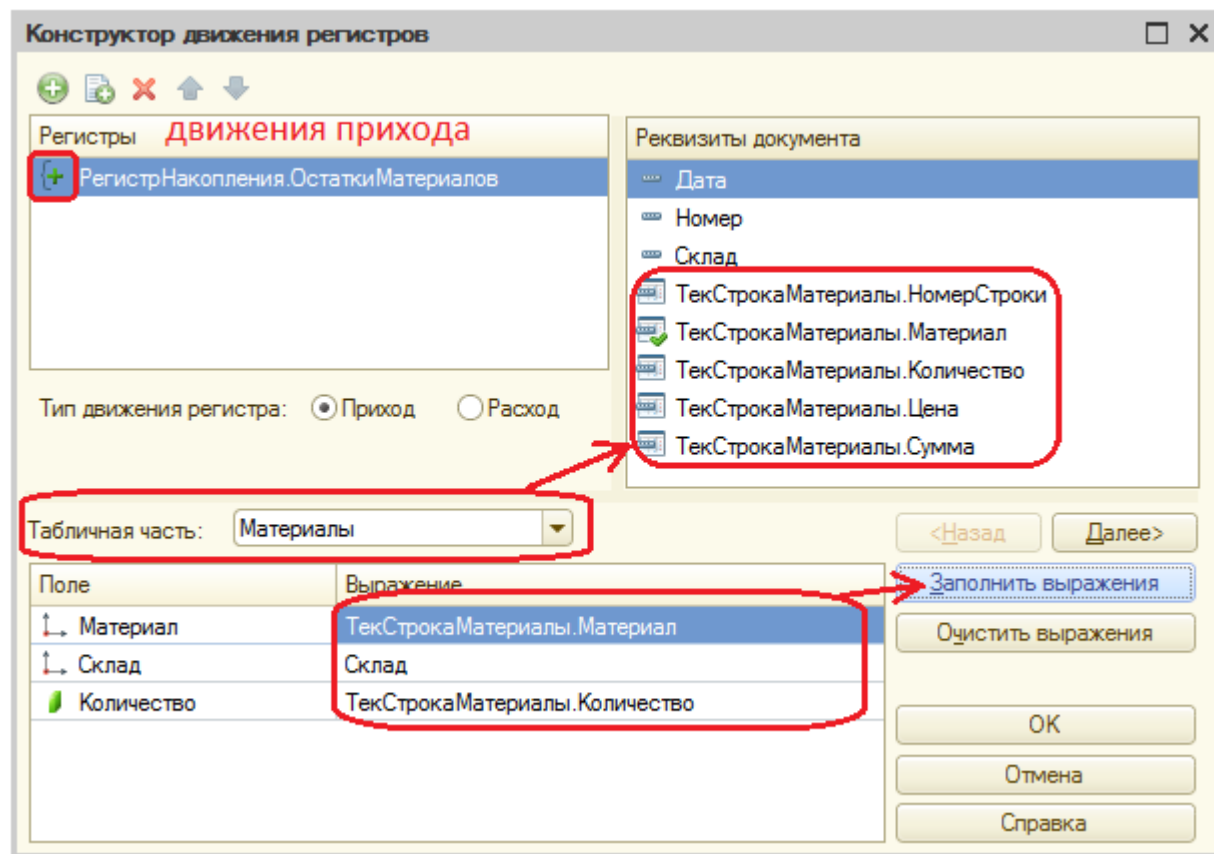 Конструктор движения регистров
Регистры
движения прихода
РегистрНакопления.ОстаткиМатериалов
Тип движения регистра:
Приход
Расход
Реквизиты документа
Дата
Номер
Склад
ТекСтрокаМатериалы.НомерСтроки
ТекСтрокаМатериалы.Материал
ТекСтрокаМатериалы.Количество
ТекСтрокаМатериалы.Цена
ТекСтрокаМатериалы.Сумма
Табличная часть:
Материалы
<Назад
Далее>
Поле
Выражение
Материал
ТекСтрокаМатериалы.Материал
Склад
Склад
Количество
ТекСтрокаМатериалы.Количество
Заполнить выражения
Очистить выражения
ОК
Отмена
Справка